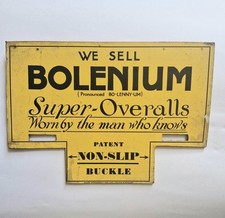 WE SELL
BOLENIUM
(Pronounced BO-LENNY-UM)
Super-Overalls
Worn by the man who knows
PATENT
NON-SLIP
BUCKLE